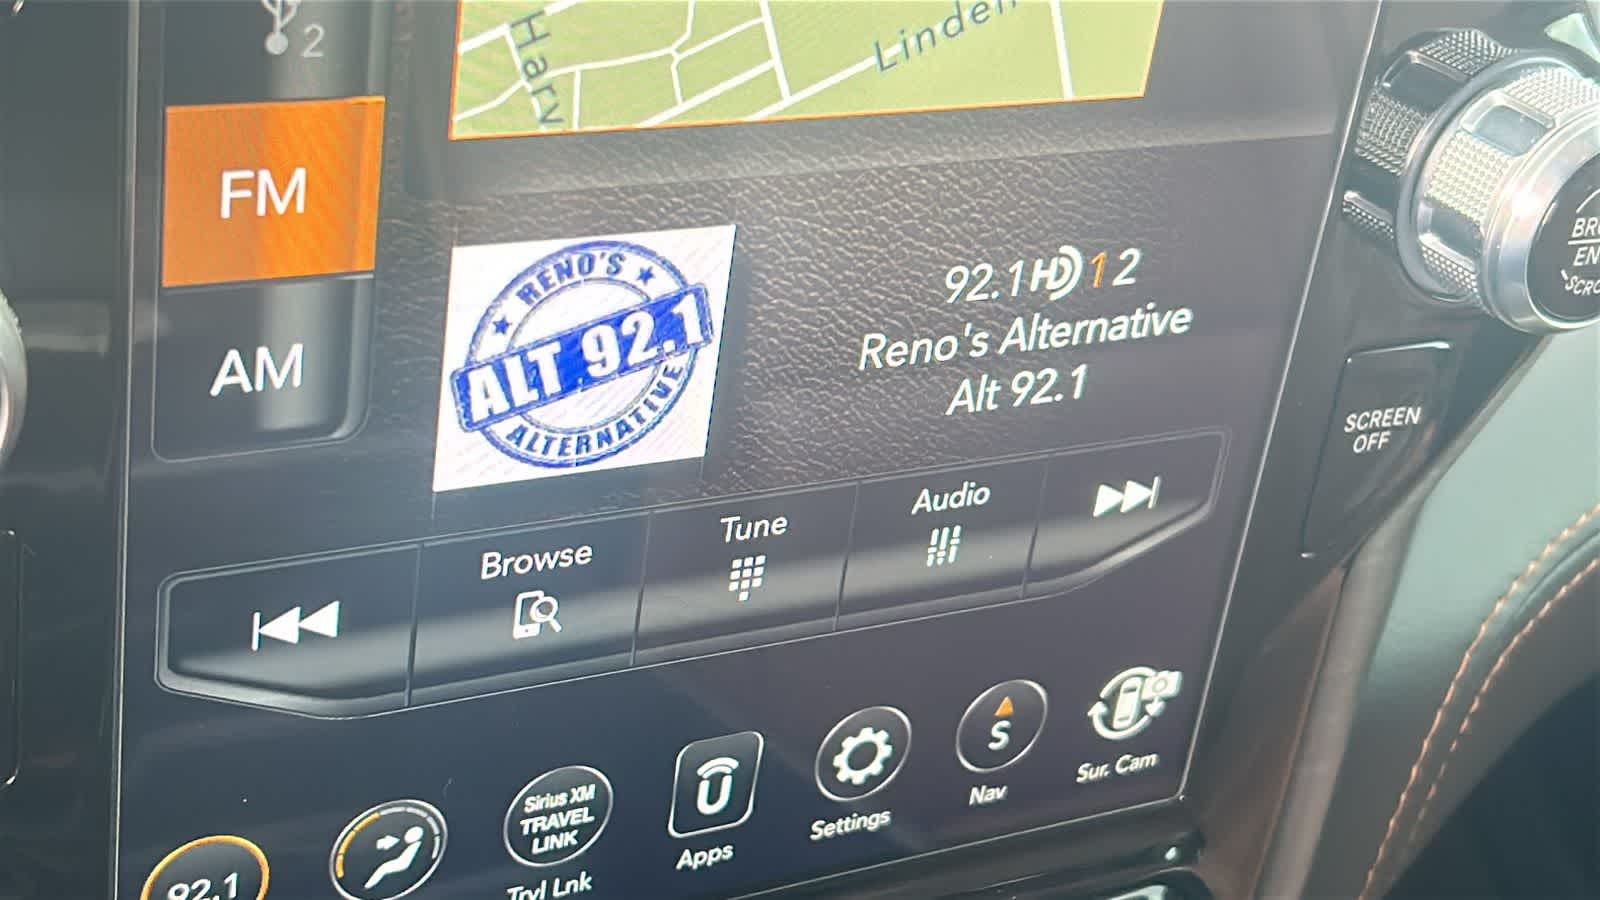 2
Harv
Linden
FM
AM
RENO'S
ALT 92.1
ALTERNATIVE
92.1 HD 1 2
Reno's Alternative
Alt 92.1
SCREEN
OFF
Browse
Tune
Audio
Sirius XM
TRAVEL
LINK
S
Sur. Cam
Nav
Settings
Apps
Trvl Lnk
92.1